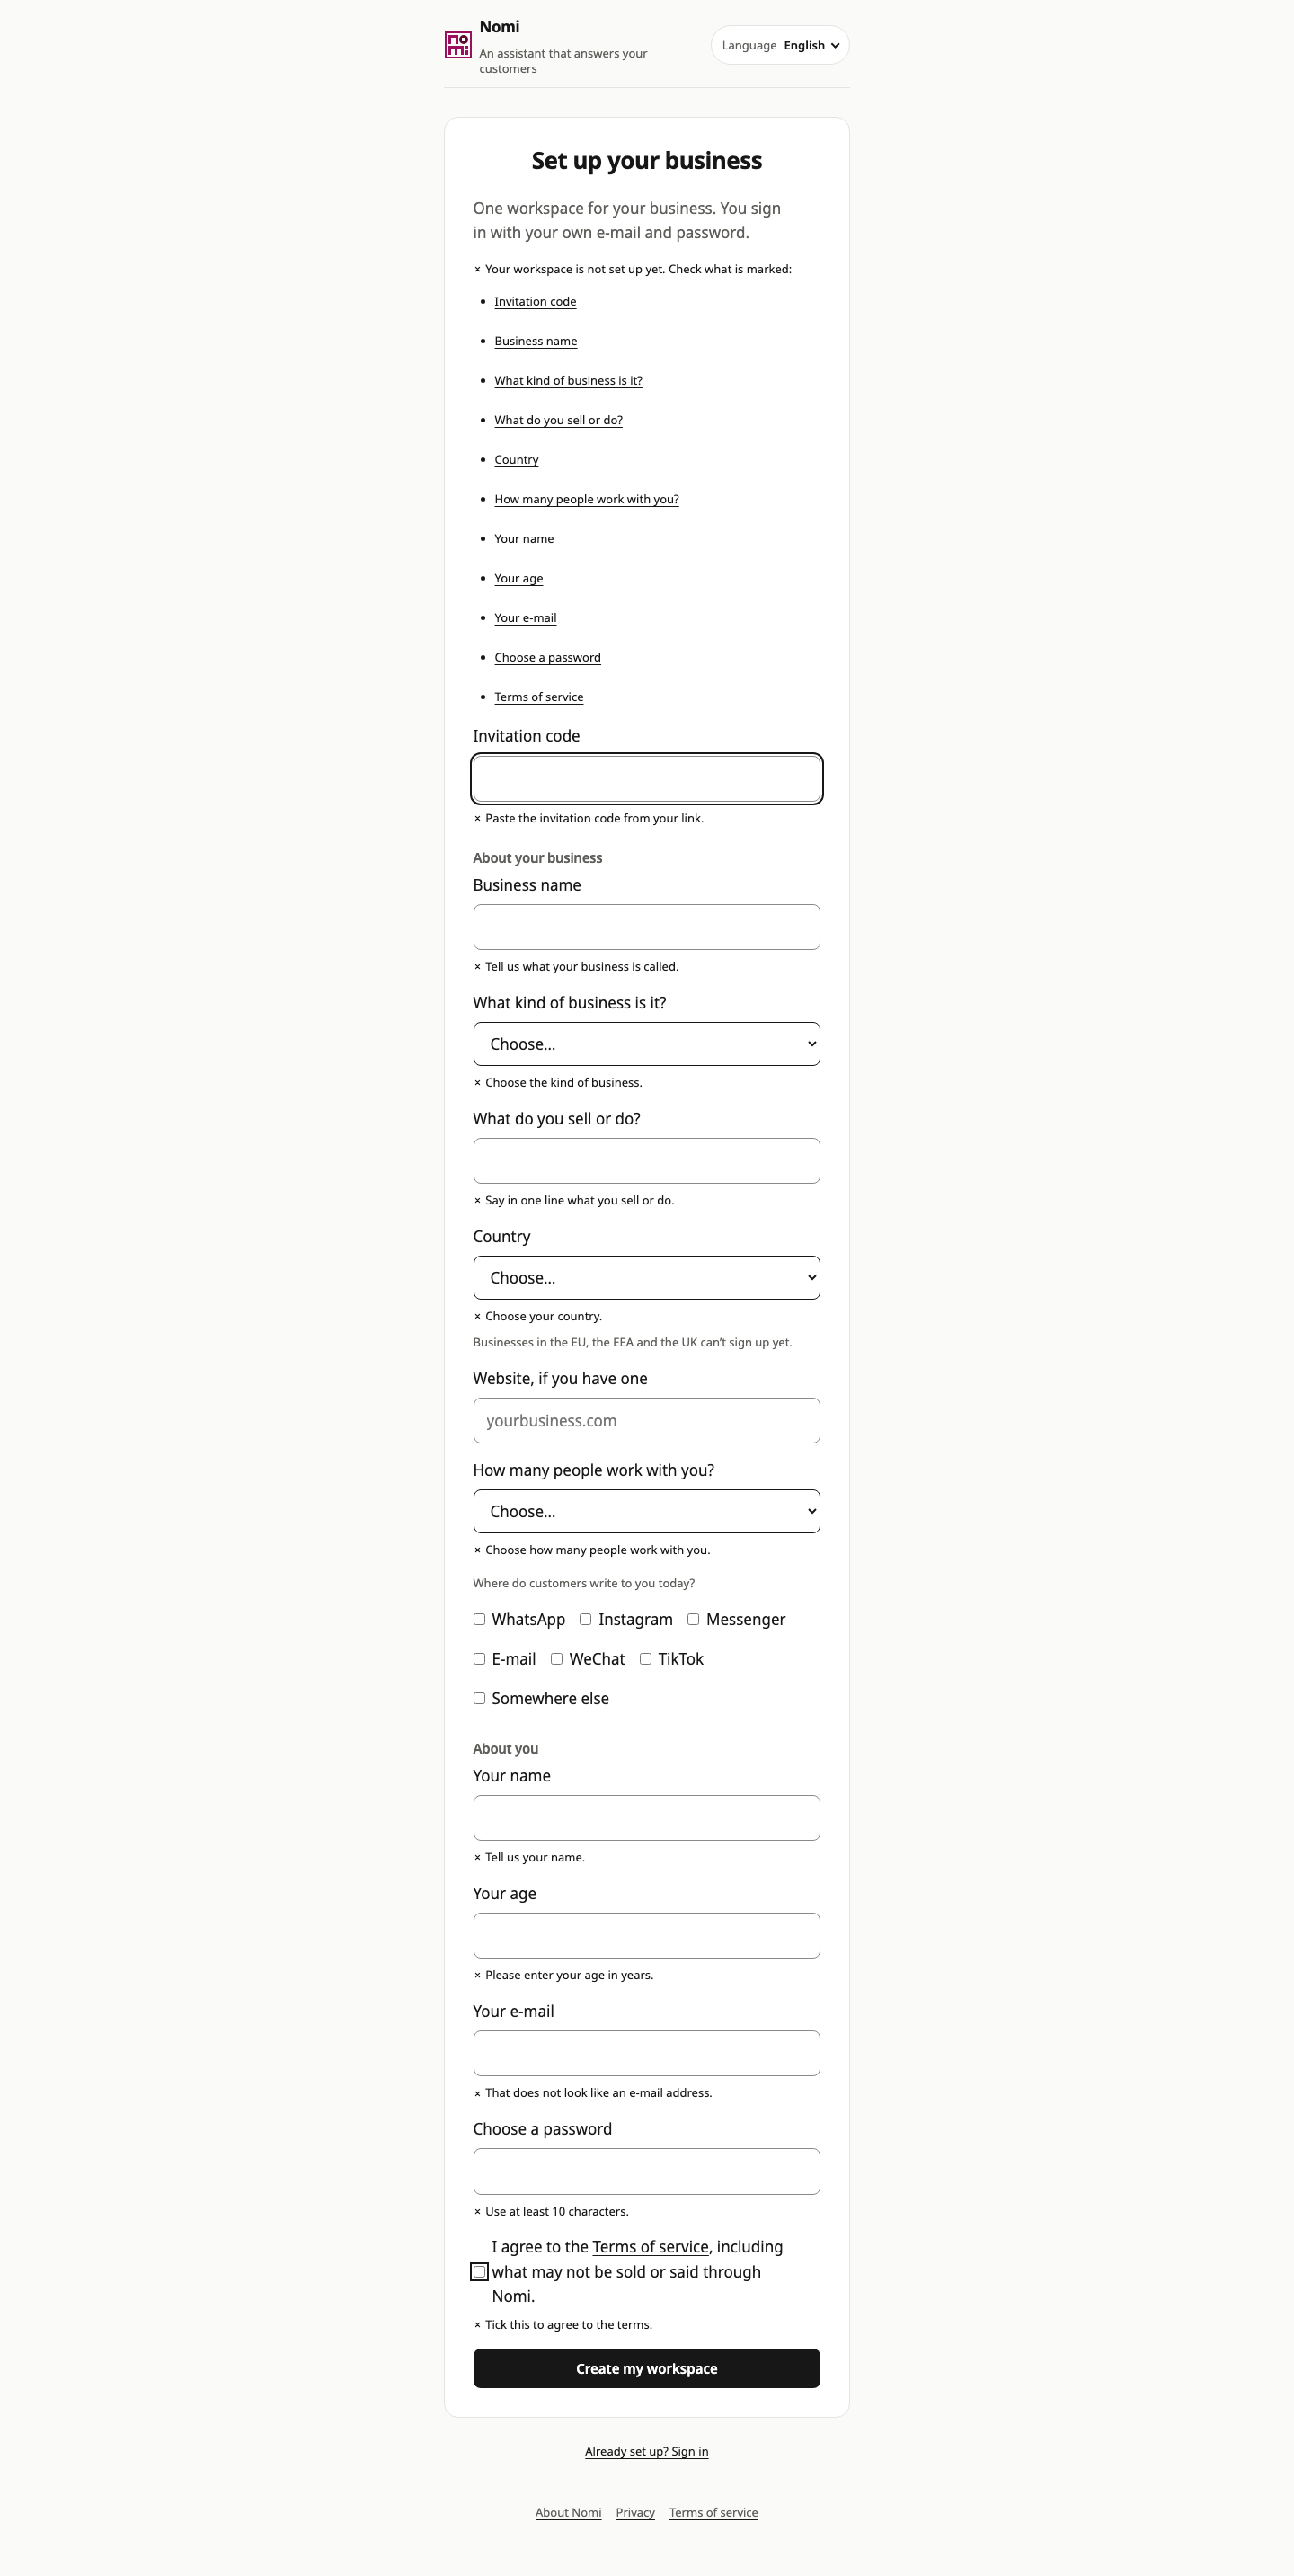 nomi
Nomi
An assistant that answers your
customers
Language English
Set up your business
One workspace for your business. You sign
in with your own e-mail and password.
× Your workspace is not set up yet. Check what is marked:
• Invitation code
• Business name
• What kind of business is it?
• What do you sell or do?
• Country
• How many people work with you?
• Your name
• Your age
• Your e-mail
• Choose a password
• Terms of service
Invitation code
× Paste the invitation code from your link.
About your business
Business name
× Tell us what your business is called.
What kind of business is it?
Choose...
× Choose the kind of business.
What do you sell or do?
× Say in one line what you sell or do.
Country
Choose...
× Choose your country.
Businesses in the EU, the EEA and the UK can't sign up yet.
Website, if you have one
yourbusiness.com
How many people work with you?
Choose...
× Choose how many people work with you.
Where do customers write to you today?
WhatsApp Instagram Messenger
E-mail WeChat TikTok
Somewhere else
About you
Your name
× Tell us your name.
Your age
× Please enter your age in years.
Your e-mail
× That does not look like an e-mail address.
Choose a password
× Use at least 10 characters.
I agree to the Terms of service, including
what may not be sold or said through
Nomi.
× Tick this to agree to the terms.
Create my workspace
Already set up? Sign in
About Nomi Privacy Terms of service